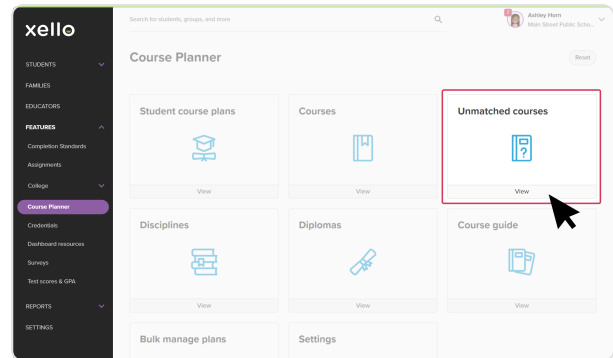 xello
Search for students, groups, and more
Ashley Horn
Main Street Public Scho...
STUDENTS
FAMILIES
EDUCATORS
FEATURES
Completion Standards
Assignments
College
Course Planner
Credentials
Dashboard resources
Surveys
Test scores & GPA
REPORTS
SETTINGS
Course Planner
Reset
Student course plans
View
Courses
View
Unmatched courses
?
View
Disciplines
View
Diplomas
View
Course guide
View
Bulk manage plans
Settings